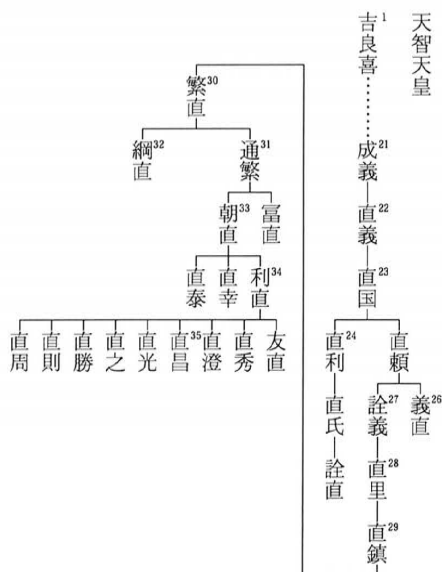 天智天皇
吉良喜1
成義21
直義22
直国23
直頼
直利24
義直26
詮義27
直氏
詮直
直里28
直鎮29
繁直30
通繁31
綱直32
冨直
朝直33
利直34
直幸
直泰
友直
直秀
直澄
直昌35
直光
直之
直勝
直則
直周